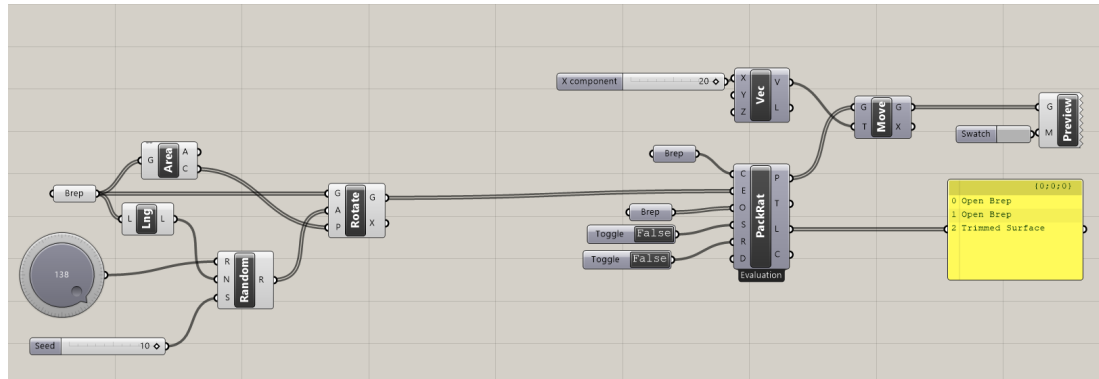 X component
20
X
Y
Z
Vec
V
L
G
T
Move
G
X
G
M
Preview
Swatch
Brep
G
Area
A
C
Brep
L
Lng
L
G
A
P
Rotate
G
X
138
R
N
S
Random
R
Seed
10
Brep
Brep
Toggle
False
Toggle
False
C
E
O
S
R
D
PackRat
P
T
L
C
Evaluation
{0;0;0}
0 Open Brep
1 Open Brep
2 Trimmed Surface